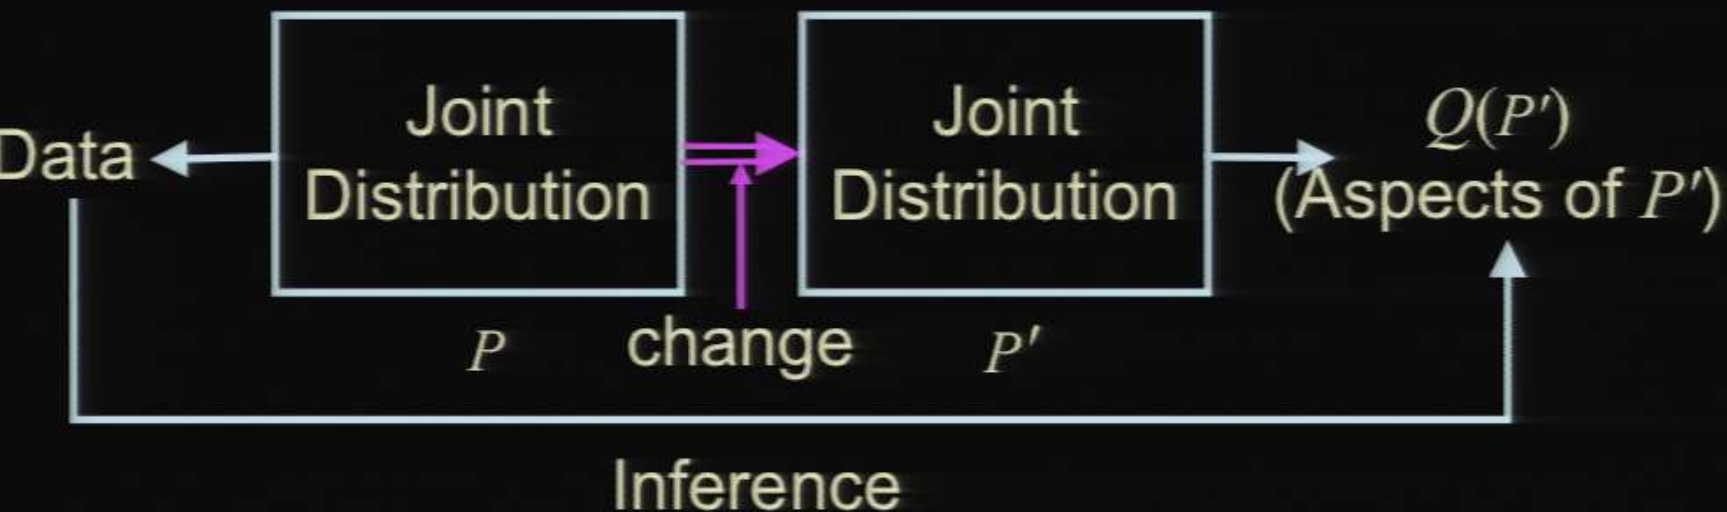 Data
Joint
Distribution
Joint
Distribution
Q(P′)
(Aspects of P′)
P
change
P′
Inference